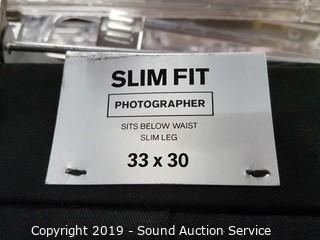 SLIM FIT
PHOTOGRAPHER
SITS BELOW WAIST
SLIM LEG
33 x 30
Copyright 2019 - Sound Auction Service